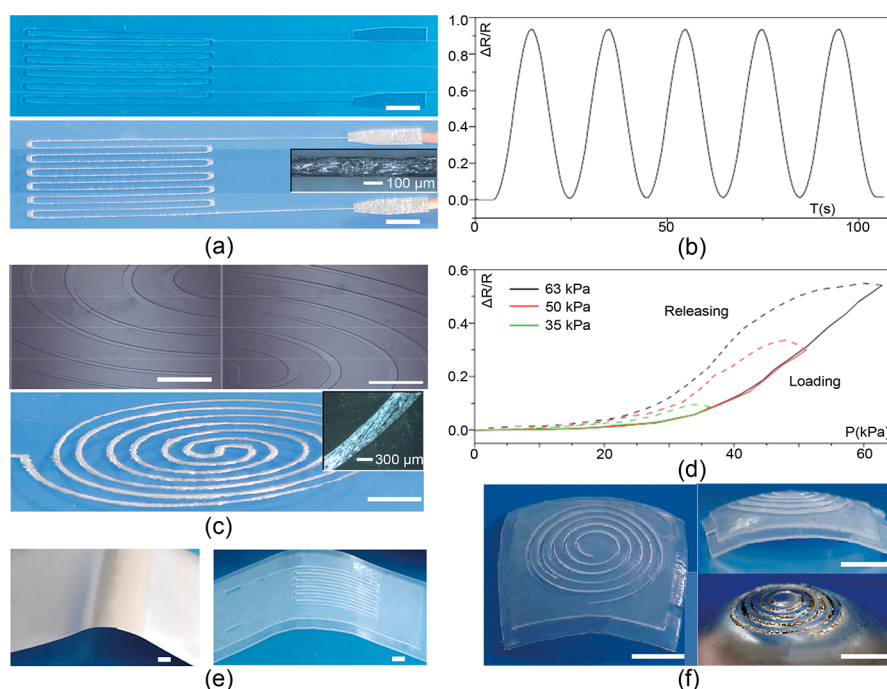 100 µm
(a)
ΔR/R
1.0
0.8
0.6
0.4
0.2
0.0
0
50
100
T(s)
(b)
300 µm
(c)
ΔR/R
0.6
0.4
0.2
0.0
63 kPa
50 kPa
35 kPa
Releasing
Loading
0
20
40
60
P(kPa)
(d)
(e)
(f)